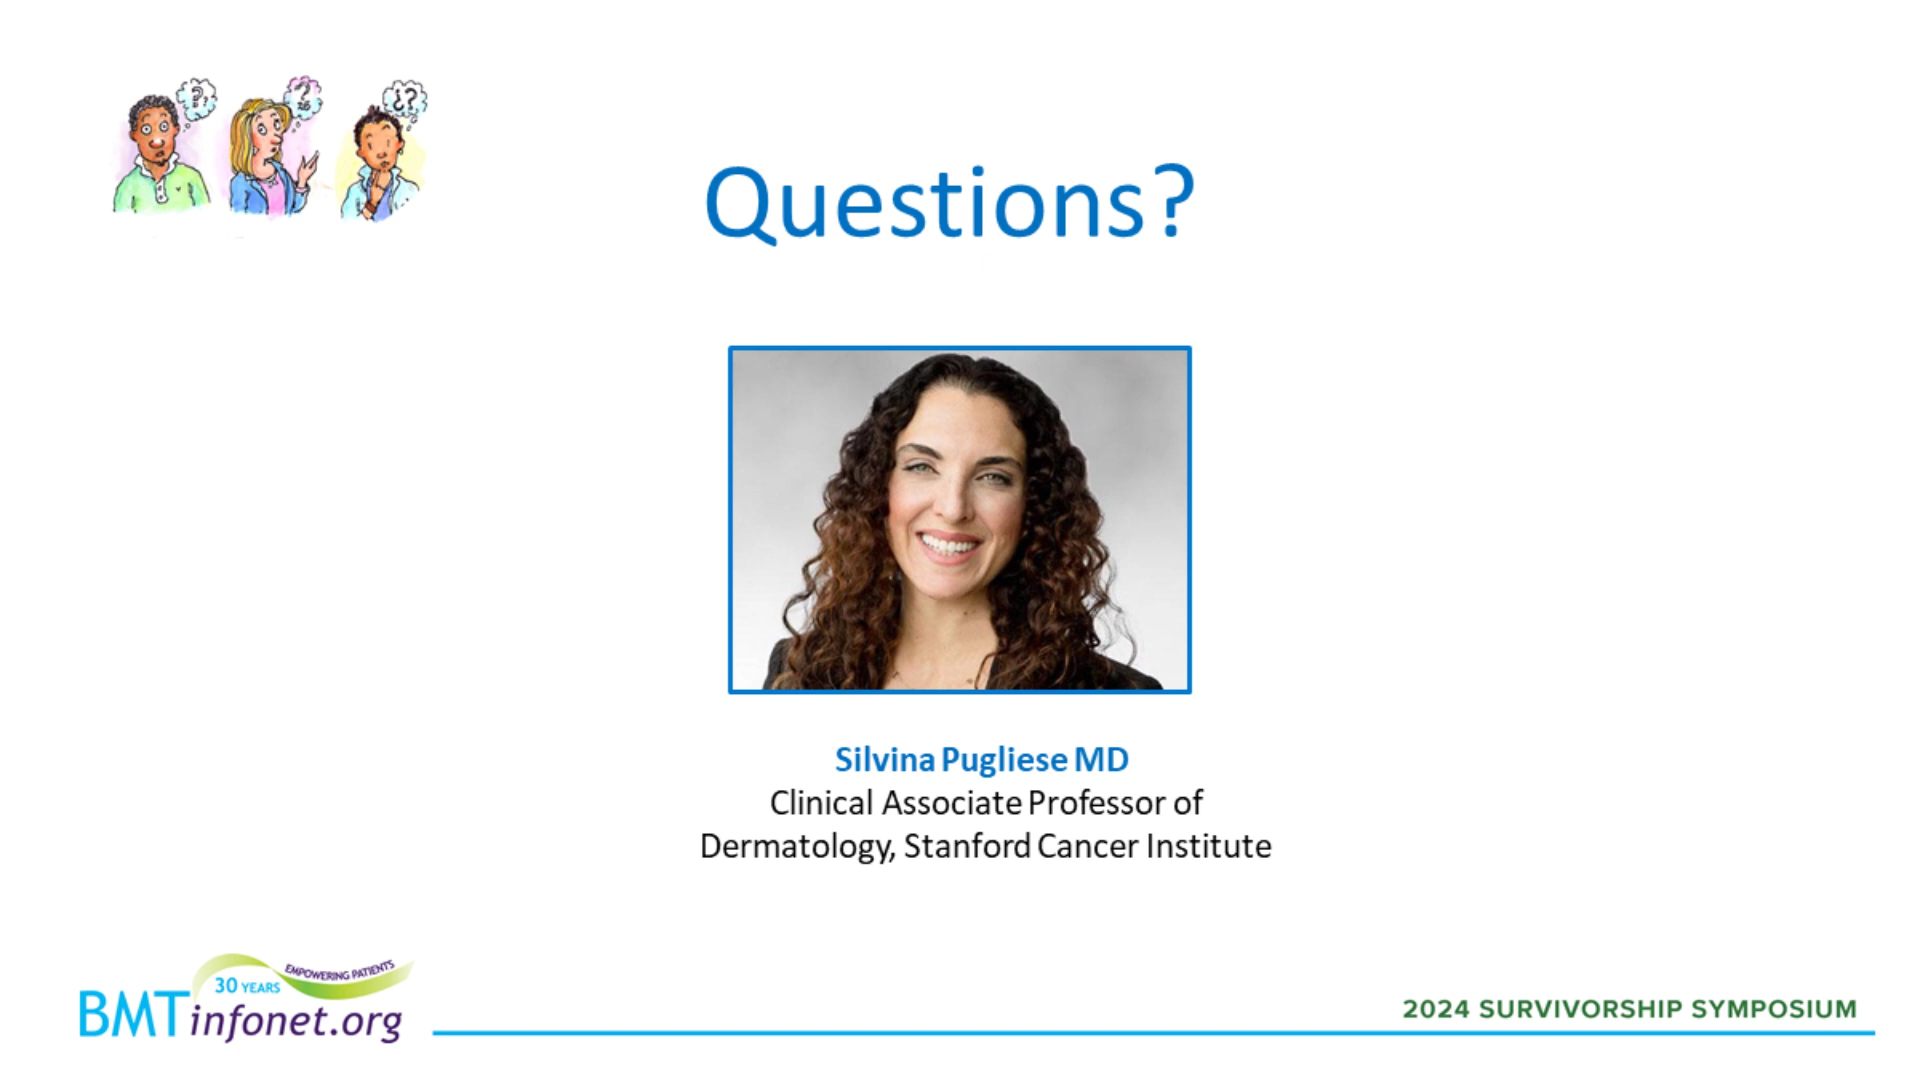 Questions?
Silvina Pugliese MD
Clinical Associate Professor of
Dermatology, Stanford Cancer Institute
30 YEARS
EMPOWERING PATIENTS
BMT infonet.org
2024 SURVIVORSHIP SYMPOSIUM